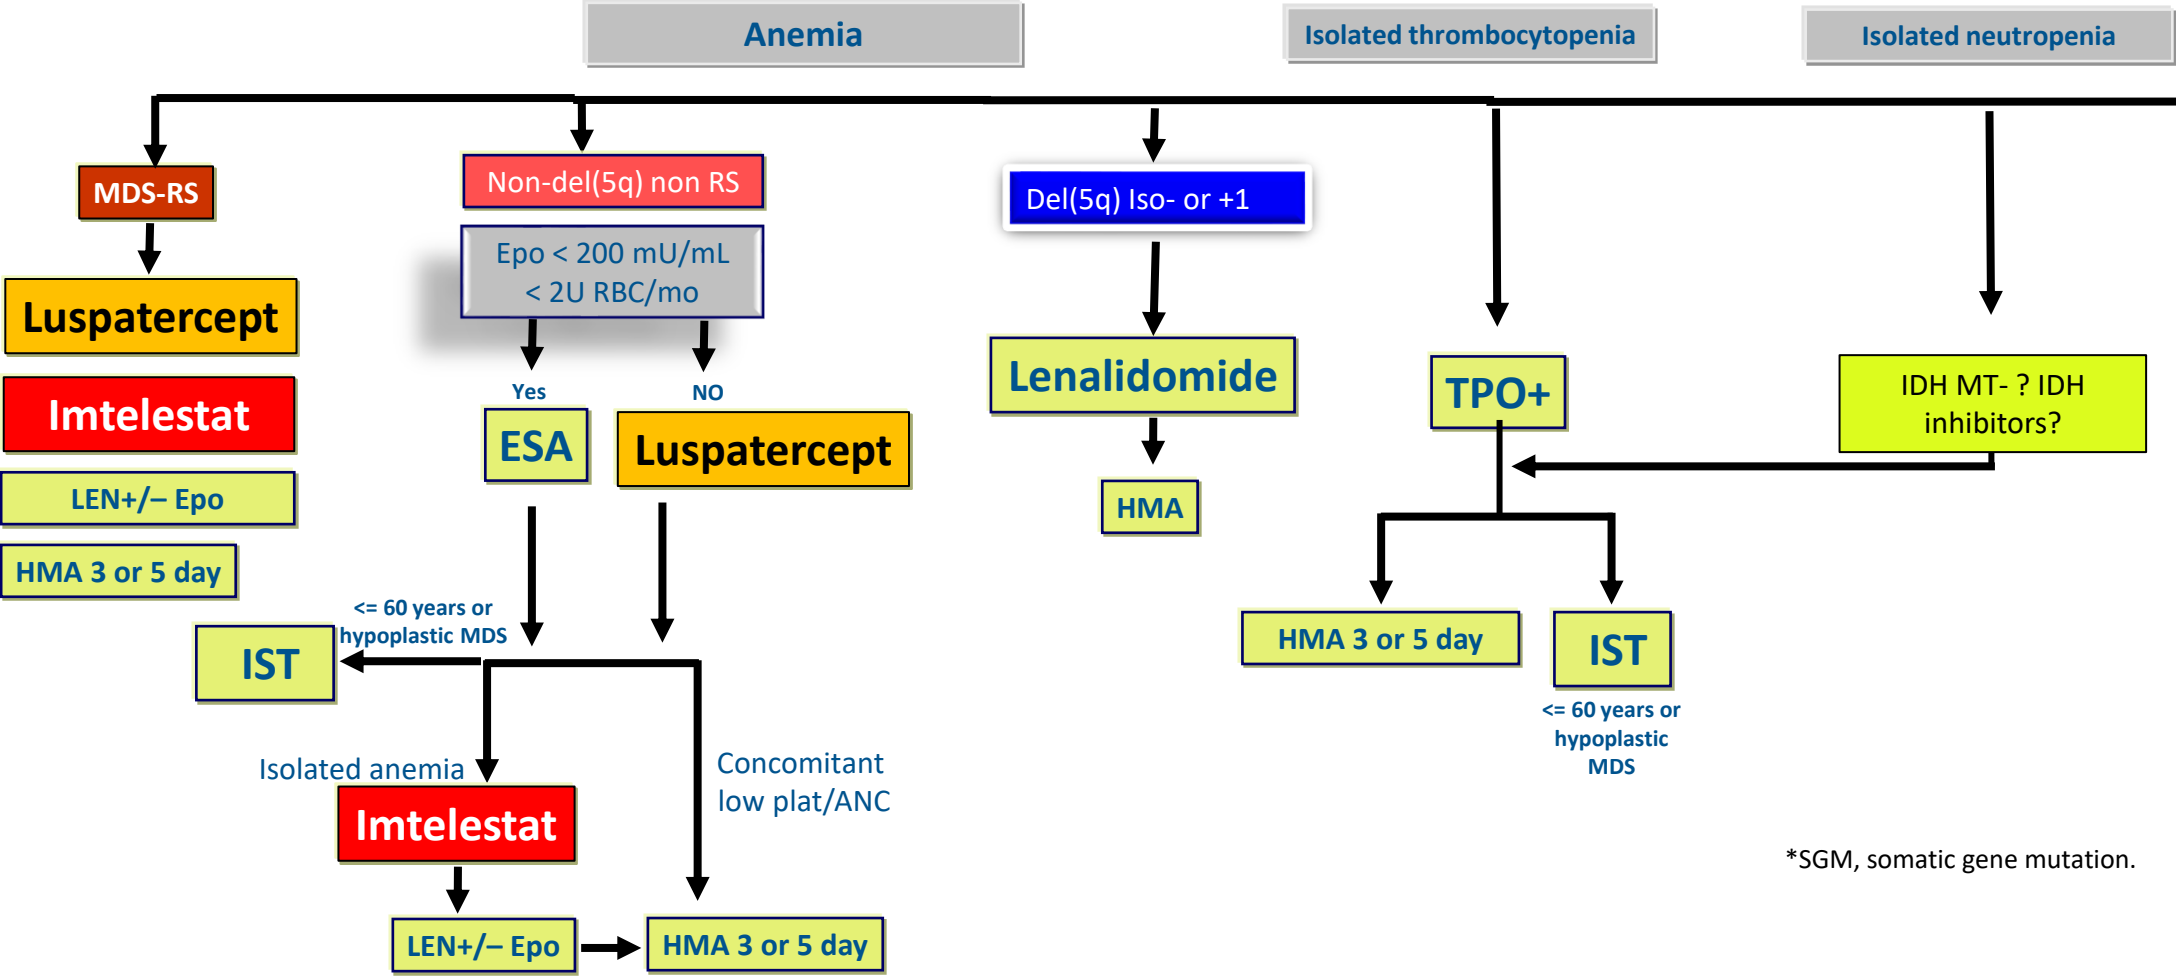 Anemia
Isolated thrombocytopenia
Isolated neutropenia
MDS-RS
Non-del(5q) non RS
Del(5q) Iso- or +1
Epo < 200 mU/mL
< 2U RBC/mo
Luspatercept
Imtelestat
LEN+/– Epo
HMA 3 or 5 day
Yes
NO
ESA
Luspatercept
Lenalidomide
HMA
TPO+
IDH MT- ? IDH
inhibitors?
<= 60 years or
hypoplastic MDS
IST
Isolated anemia
Concomitant
low plat/ANC
Imtelestat
LEN+/– Epo
HMA 3 or 5 day
HMA 3 or 5 day
IST
<= 60 years or
hypoplastic
MDS
*SGM, somatic gene mutation.